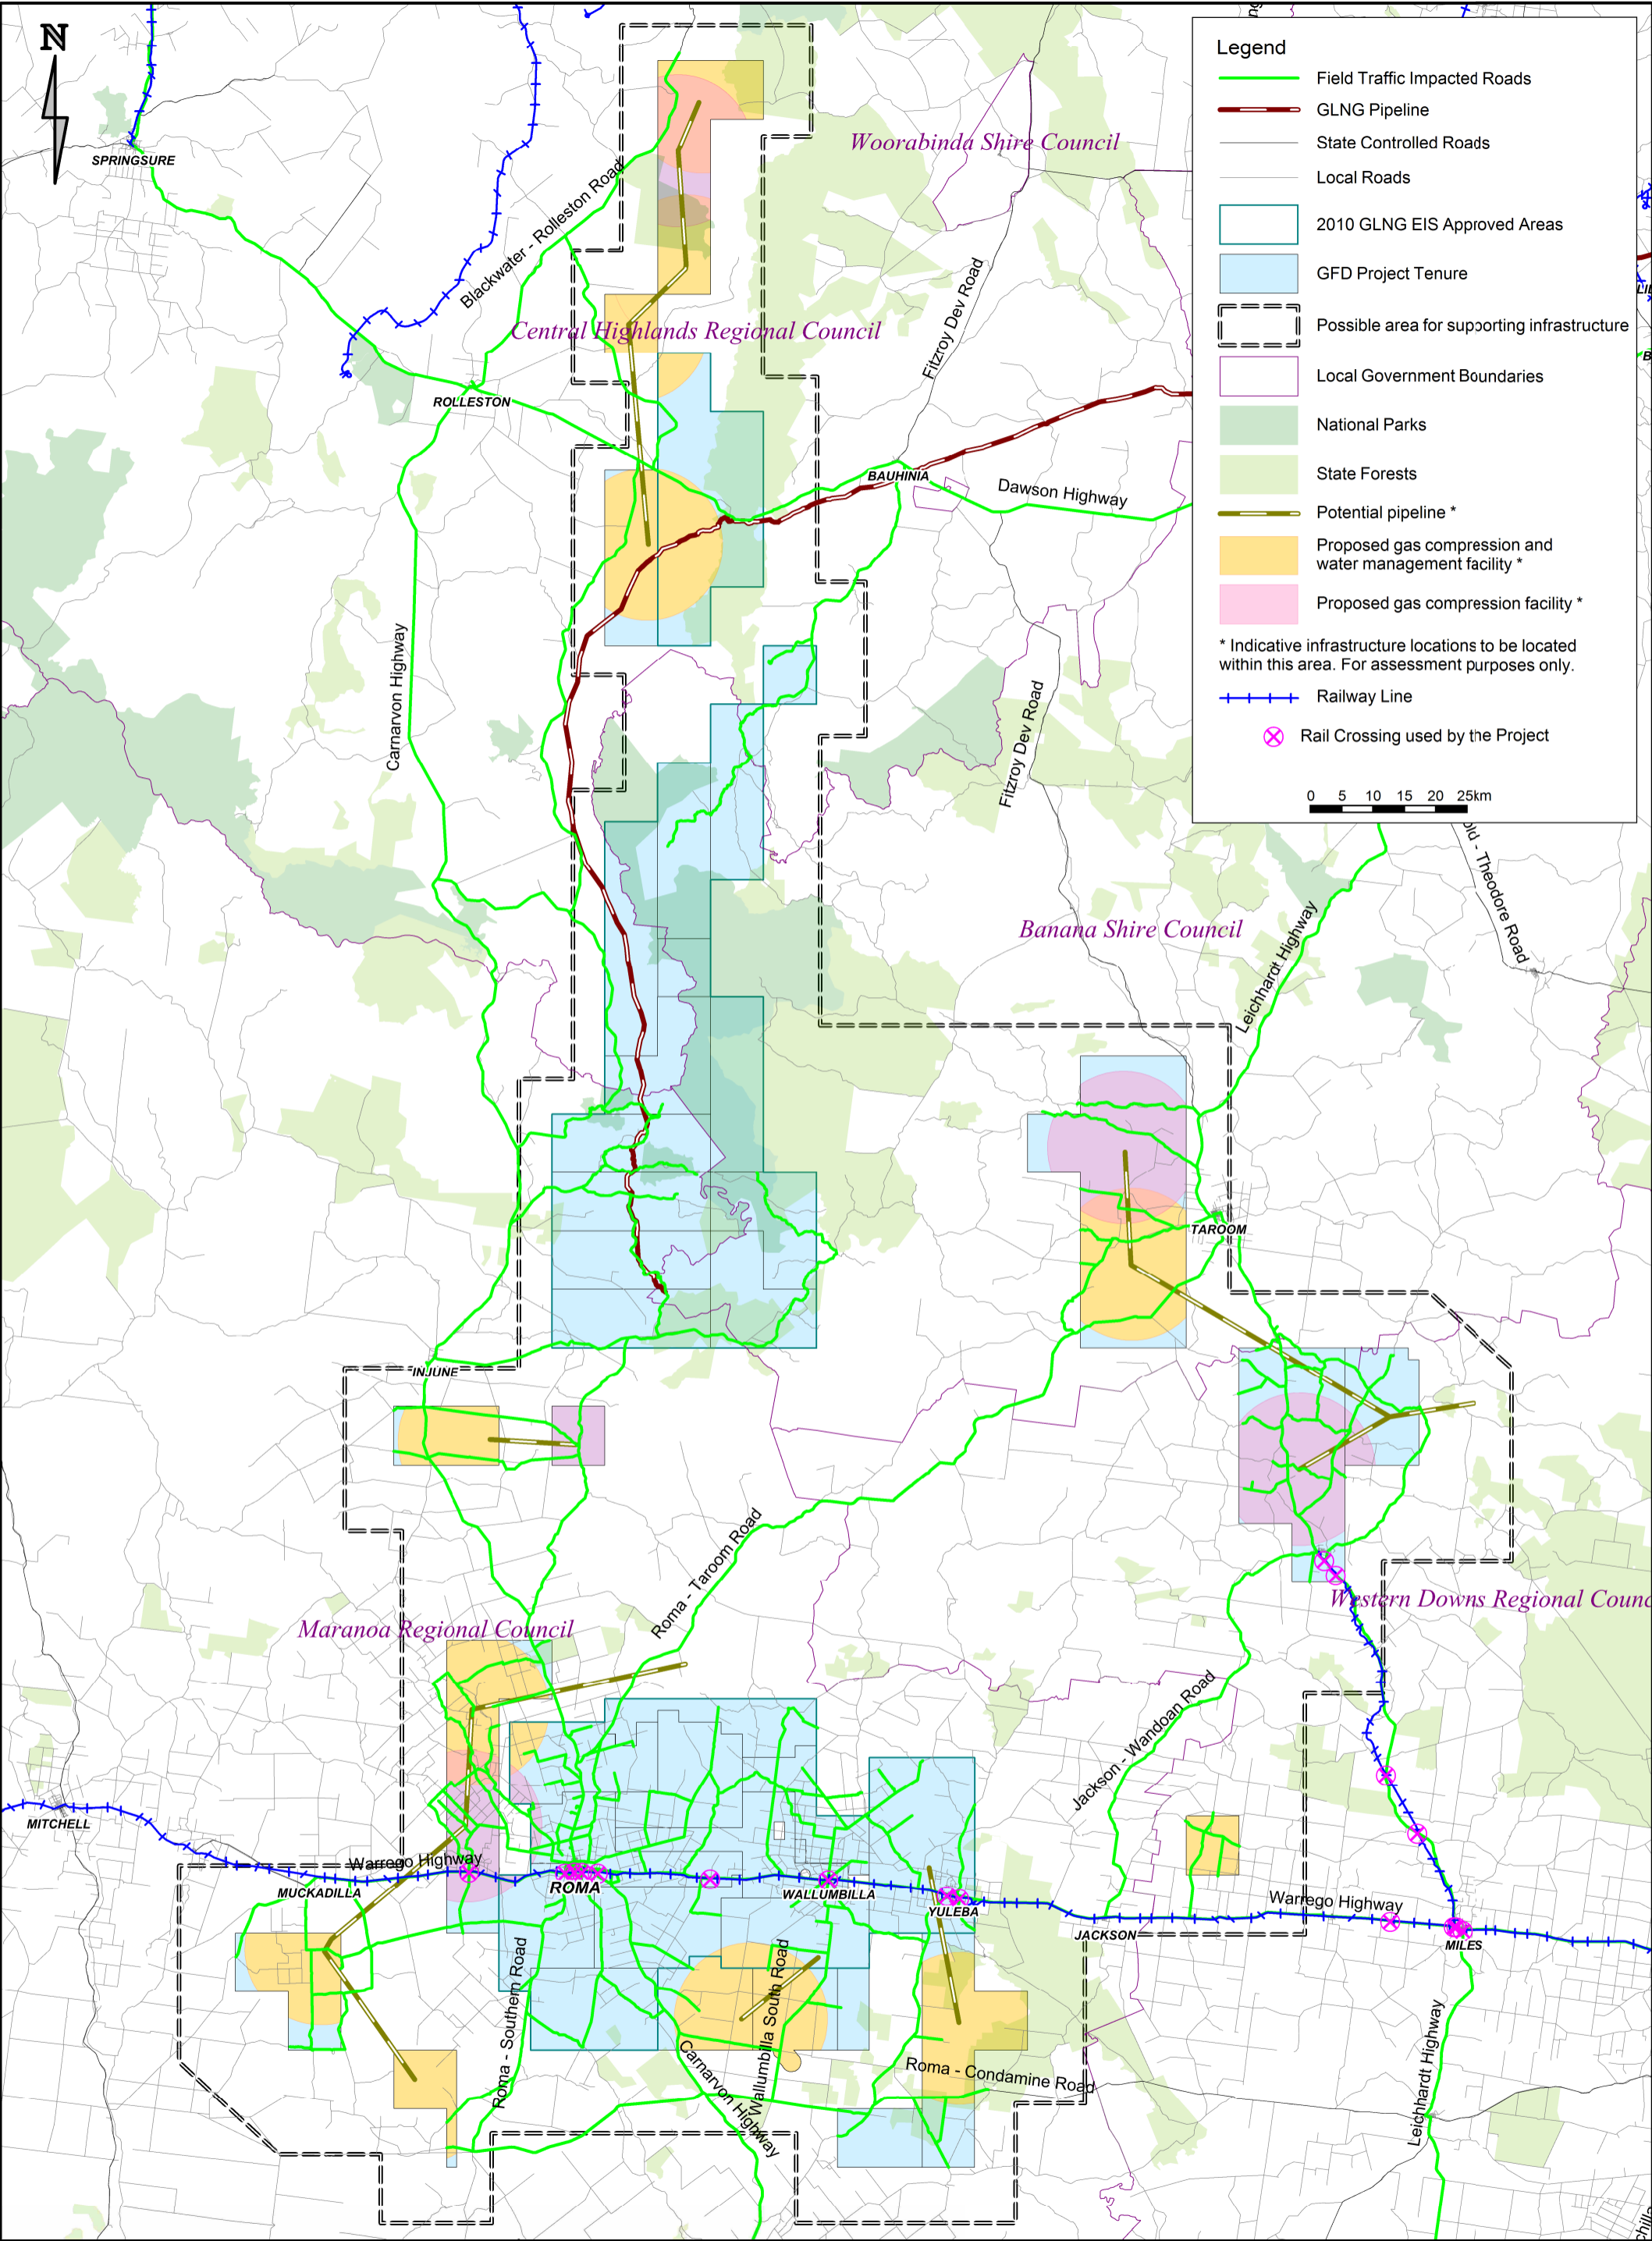 N
Legend
Field Traffic Impacted Roads
GLNG Pipeline
State Controlled Roads
Local Roads
2010 GLNG EIS Approved Areas
GFD Project Tenure
Possible area for supporting infrastructure
Local Government Boundaries
National Parks
State Forests
Potential pipeline *
Proposed gas compression and
water management facility *
Proposed gas compression facility *
* Indicative infrastructure locations to be located
within this area. For assessment purposes only.
Railway Line
Rail Crossing used by the Project
0 5 10 15 20 25km
SPRINGSURE
Woorabinda Shire Council
Blackwater - Rolleston Road
Central Highlands Regional Council
Fitzroy Dev Road
ROLLESTON
BAUHINIA
Dawson Highway
Carnarvon Highway
Fitzroy Dev Road
- Theodore Road
Banana Shire Council
Leichhardt Highway
TAROOM
INJUNE
Roma - Taroom Road
Maranoa Regional Council
Western Downs Regional Counc
Jackson - Wandoan Road
MITCHELL
Warrego Highway
MUCKADILLA
ROMA
WALLUMBILLA
YULEBA
JACKSON
Warrego Highway
MILES
Roma - Southern Road
Wallumbilla South Road
Carnarvon Highway
Roma - Condamine Road
Leichhardt Highway